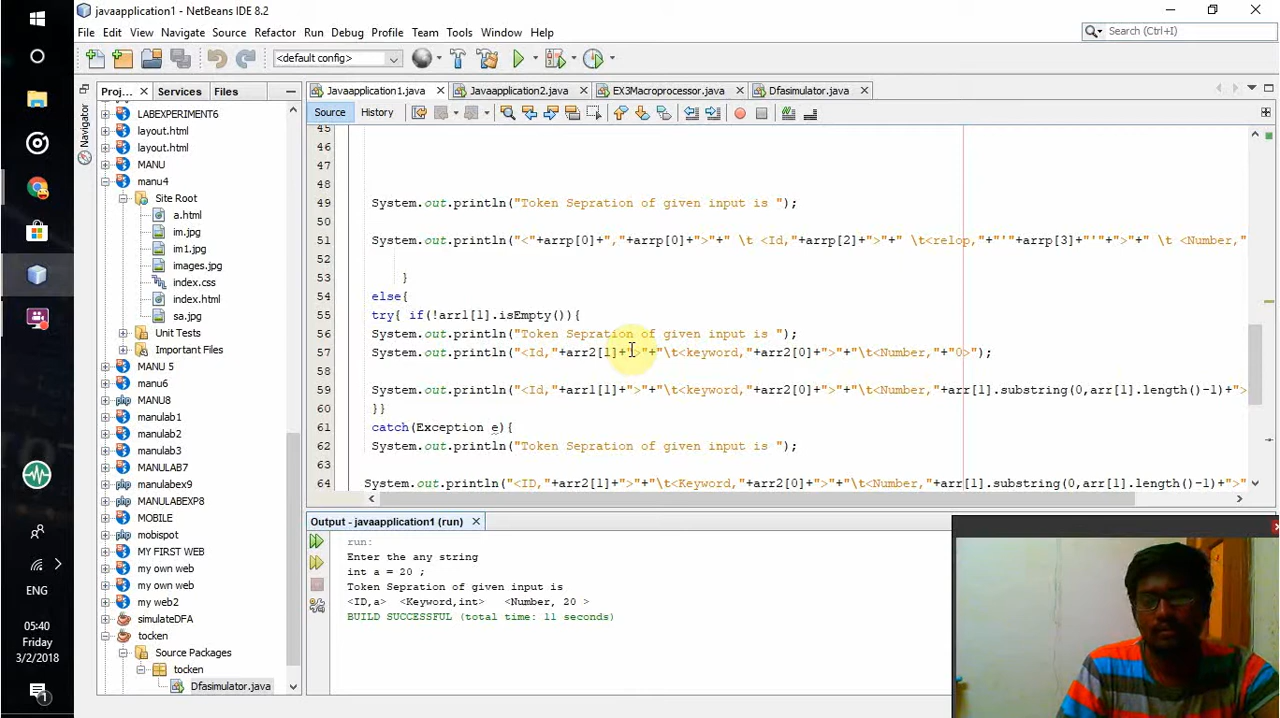 javaapplication1 - NetBeans IDE 8.2
File Edit View Navigate Source Refactor Run Debug Profile Team Tools Window Help
Search (Ctrl+I)
<default config>
Proj... Services Files
Javaapplication1.java Javaapplication2.java EX3Macroprocessor.java Dfasimulator.java
Source History
Navigator
LABEXPERIMENT6
layout.html
layout.html
MANU
manu4
Site Root
a.html
im.jpg
im1.jpg
images.jpg
index.css
index.html
sa.jpg
Unit Tests
Important Files
MANU 5
manu6
MANU8
manulab1
manulab2
manulab3
MANULAB7
manulabex9
MANULABEXP8
MOBILE
mobispot
MY FIRST WEB
my own web
my own web
my web2
simulateDFA
tocken
Source Packages
tocken
Dfasimulator.java
45
46
47
48
49 System.out.println("Token Sepration of given input is ");
50
51 System.out.println("<"+arrp[0]+","+arrp[0]+">"+" \t <Id,"+arrp[2]+">"+" \t<relop,"+"'"+arrp[3]+"'"+">"+" \t <Number,"
52
53 }
54 else{
55 try{ if(!arr1[1].isEmpty()){
56 System.out.println("Token Sepration of given input is ");
57 System.out.println("<Id,"+arr2[1]+">"+"\t<keyword,"+arr2[0]+">"+"\t<Number,"+"0>");
58
59 System.out.println("<Id,"+arr1[1]+">"+"\t<keyword,"+arr2[0]+">"+"\t<Number,"+arr[1].substring(0,arr[1].length()-1)+">
60 }}
61 catch(Exception e){
62 System.out.println("Token Sepration of given input is ");
63
64 System.out.println("<ID,"+arr2[1]+">"+"\t<Keyword,"+arr2[0]+">"+"\t<Number,"+arr[1].substring(0,arr[1].length()-1)+">"
Output - javaapplication1 (run)
run:
Enter the any string
int a = 20 ;
Token Sepration of given input is
<ID,a> <Keyword,int> <Number, 20 >
BUILD SUCCESSFUL (total time: 11 seconds)
ENG
05:40
Friday
3/2/2018
1